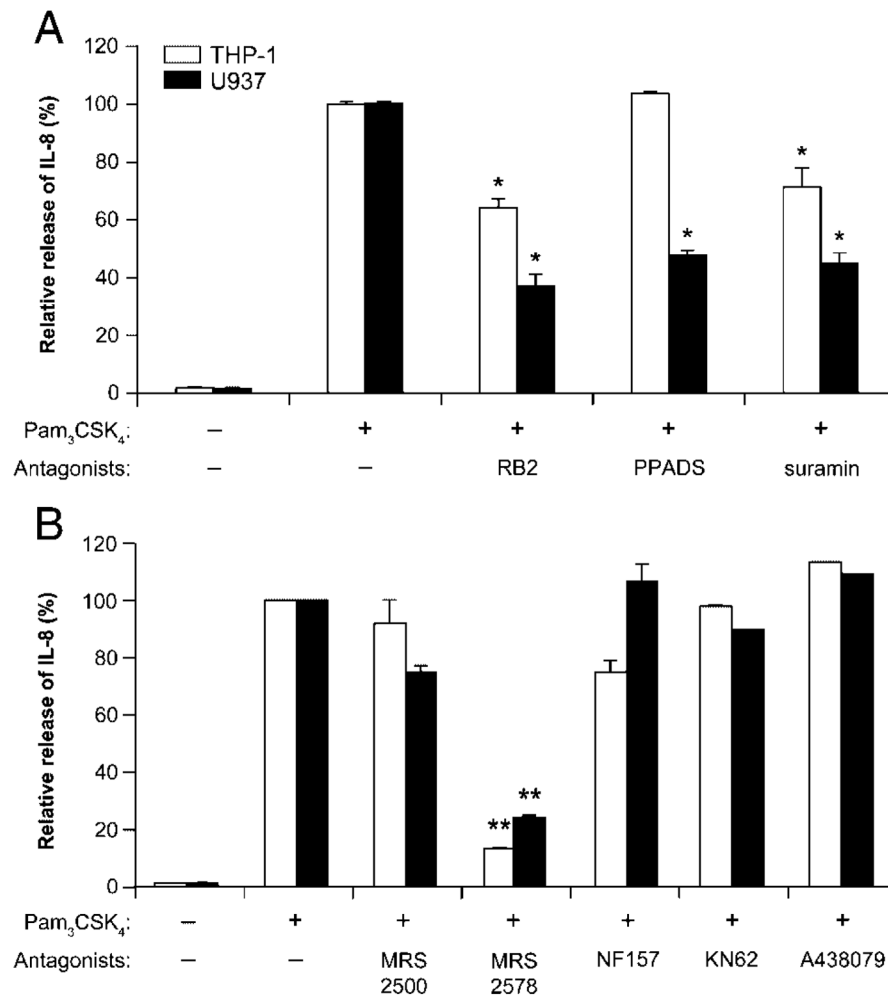 A
THP-1
U937
Relative release of IL-8 (%)
120
100
80
60
40
20
0
* * * * *
Pam₃CSK₄: – + + + +
Antagonists: – – RB2 PPADS suramin
B
Relative release of IL-8 (%)
120
100
80
60
40
20
0
** **
Pam₃CSK₄: – + + + + + +
Antagonists: – – MRS MRS NF157 KN62 A438079
2500 2578